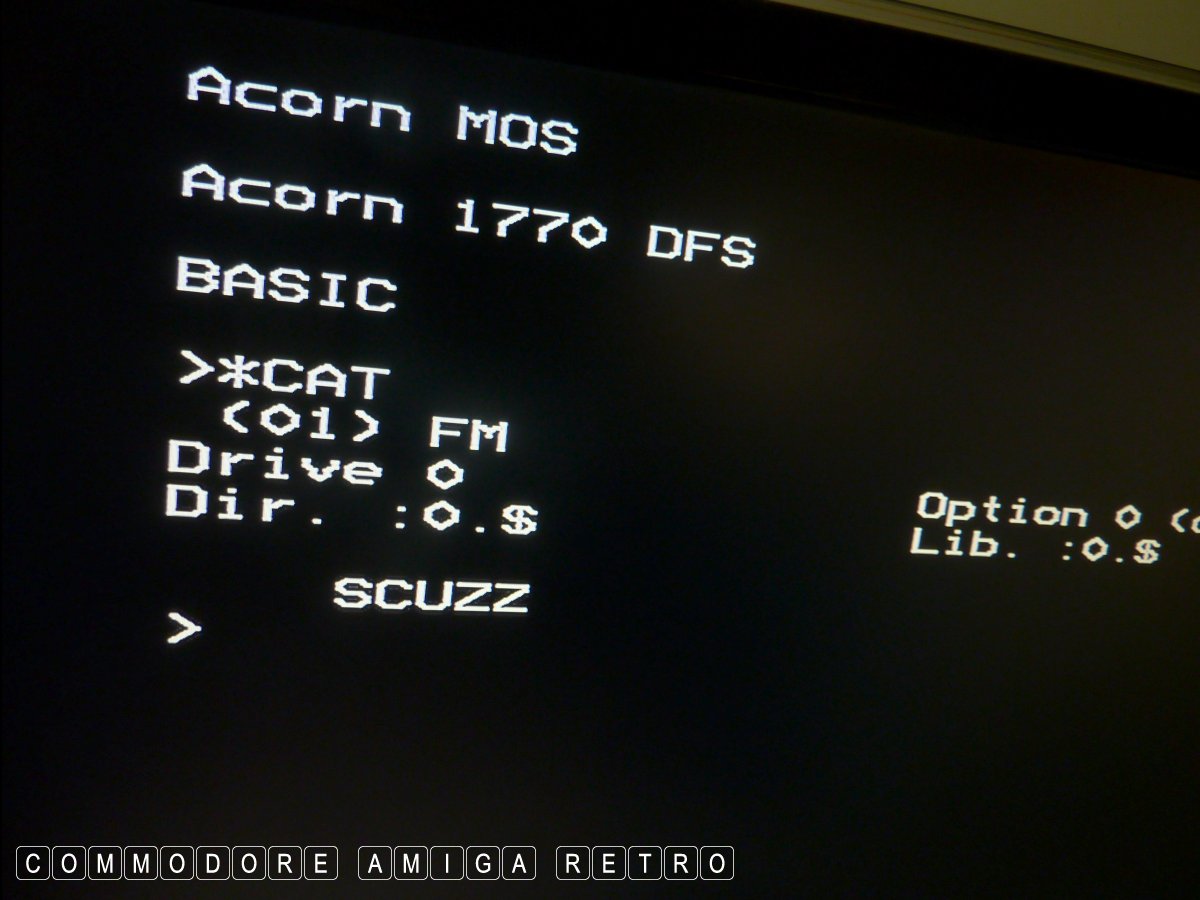 Acorn MOS
Acorn 1770 DFS
BASIC
>*CAT
(01) FM
Drive 0 Option 0
Dir. :0.$ Lib. :0.$
SCUZZ
>
COMMODORE AMIGA RETRO